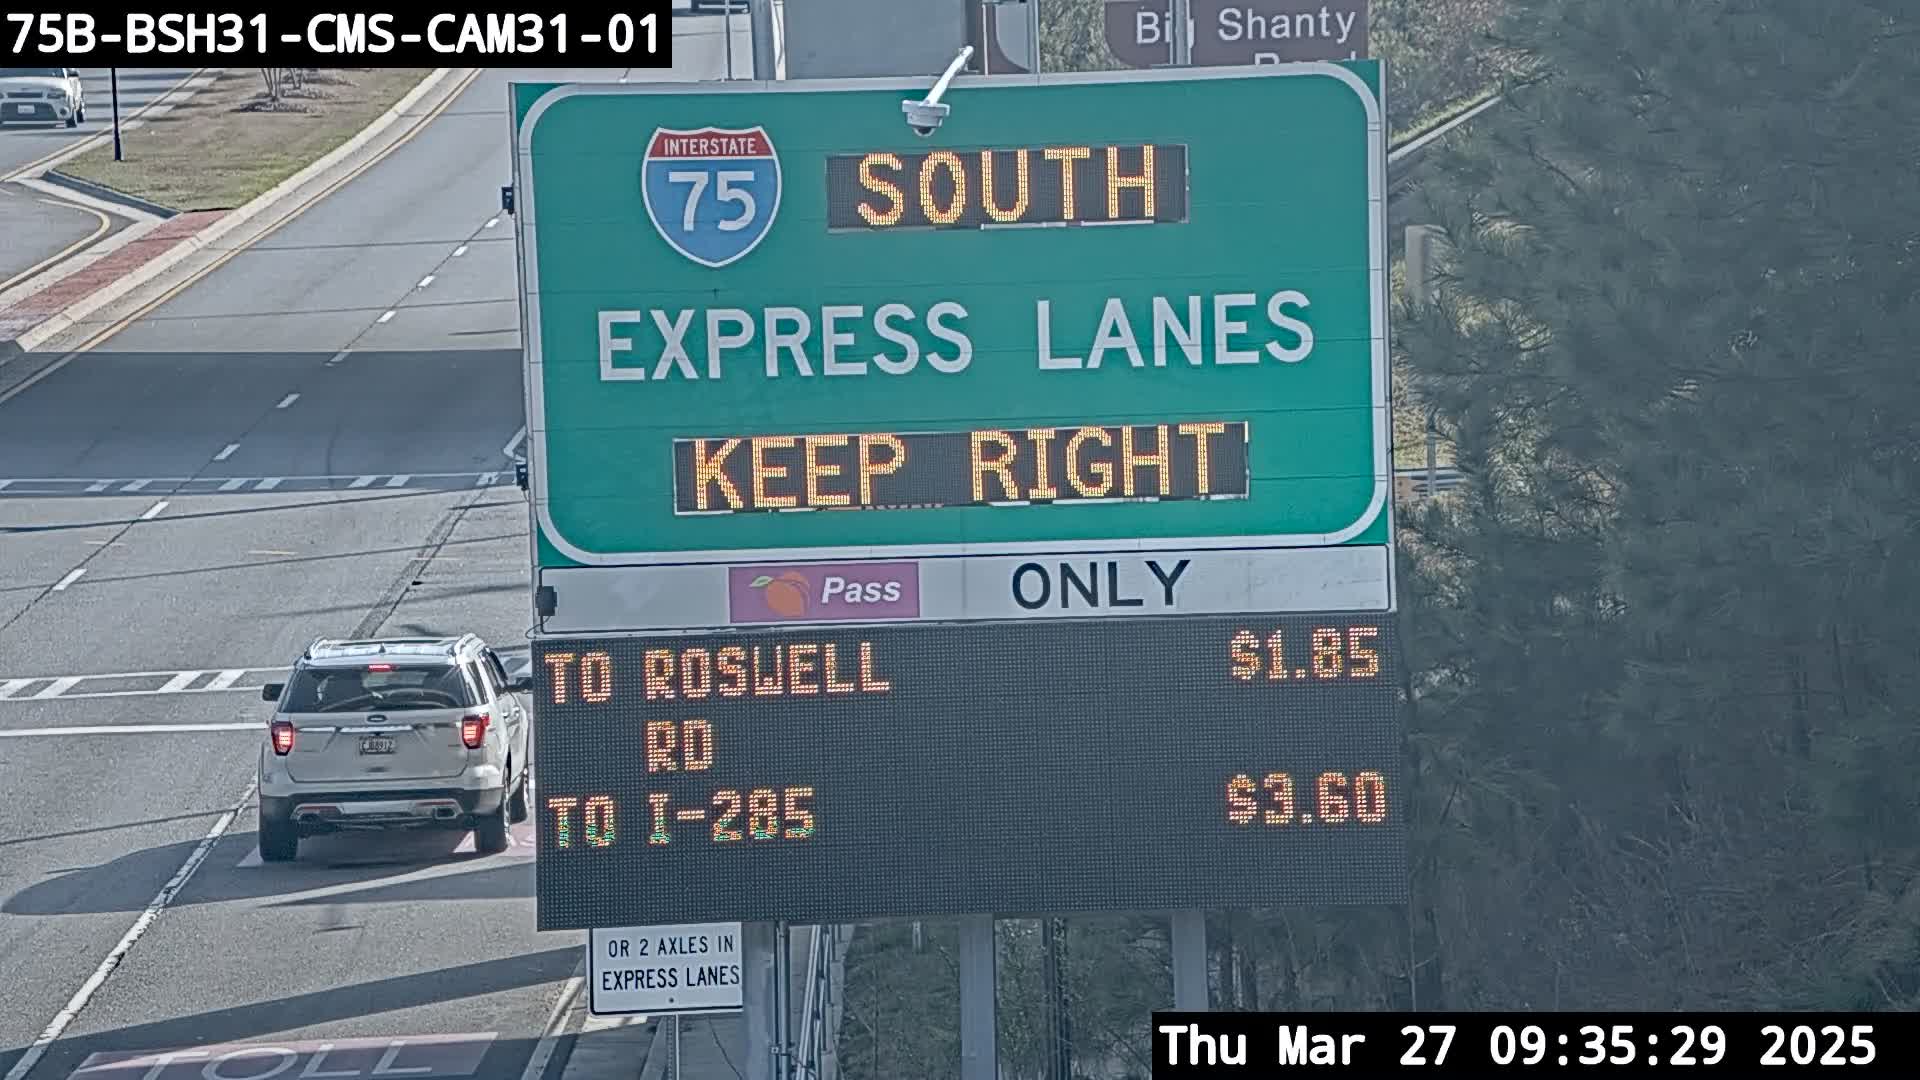 75B-BSH31-CMS-CAM31-01
Big Shanty
Road
INTERSTATE
75
SOUTH
EXPRESS LANES
KEEP RIGHT
Pass ONLY
TO ROSWELL $1.85
RD
TO I-285 $3.60
OR 2 AXLES IN
EXPRESS LANES
TOLL
Thu Mar 27 09:35:29 2025